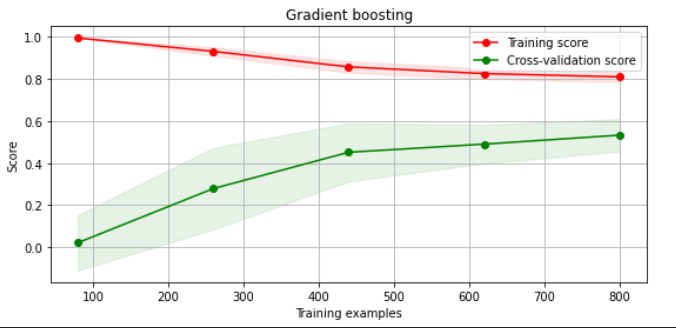 Gradient boosting
Training score
Cross-validation score
1.0
0.8
0.6
0.4
0.2
0.0
Score
100 200 300 400 500 600 700 800
Training examples